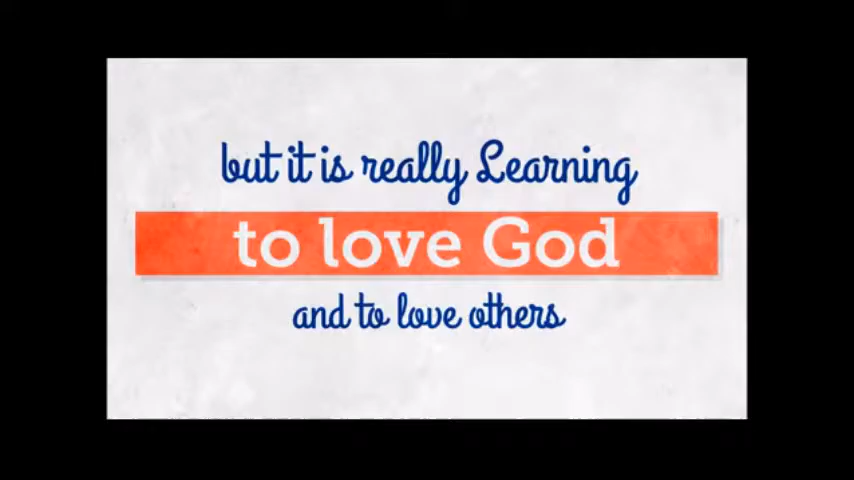 but it is really Learning
to love God
and to love others